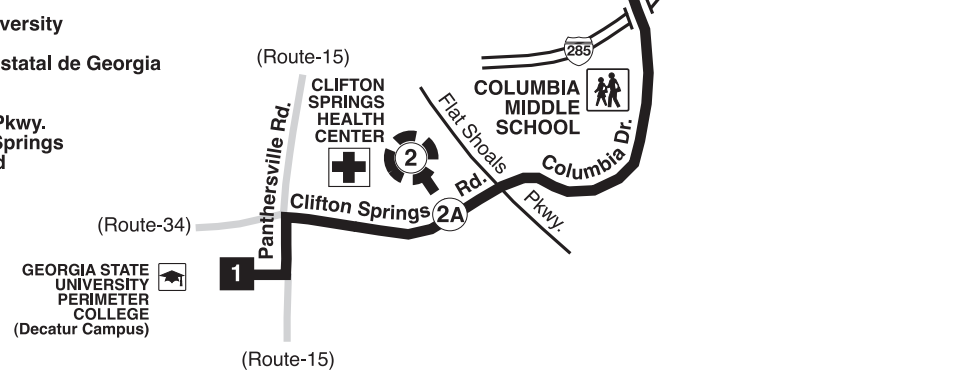 versity
statal de Georgia
Pkwy.
Springs
d
(Route-15)
CLIFTON
SPRINGS
HEALTH
CENTER
Panthersville Rd.
2
Flat Shoals
Pkwy.
285
COLUMBIA
MIDDLE
SCHOOL
Columbia Dr.
Clifton Springs
Rd.
2A
(Route-34)
1
GEORGIA STATE
UNIVERSITY
PERIMETER
COLLEGE
(Decatur Campus)
(Route-15)